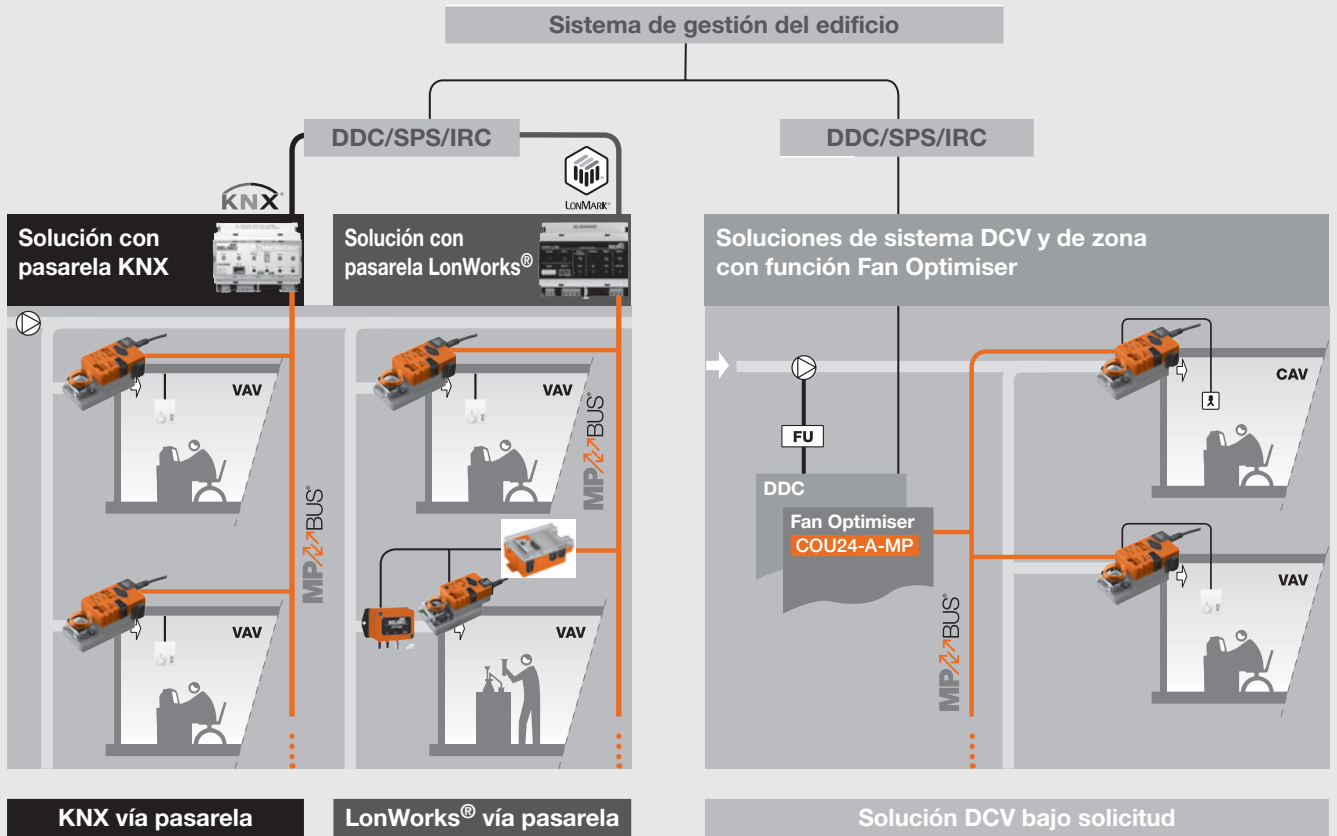 Sistema de gestión del edificio
DDC/SPS/IRC
DDC/SPS/IRC
KNX®
LONMARK®
Solución con
pasarela KNX
Solución con
pasarela LonWorks®
Soluciones de sistema DCV y de zona
con función Fan Optimiser
VAV
VAV
MP BUS®
MP BUS®
VAV
VAV
FU
DDC
Fan Optimiser
COU24-A-MP
MP BUS®
CAV
VAV
KNX vía pasarela
LonWorks® vía pasarela
Solución DCV bajo solicitud